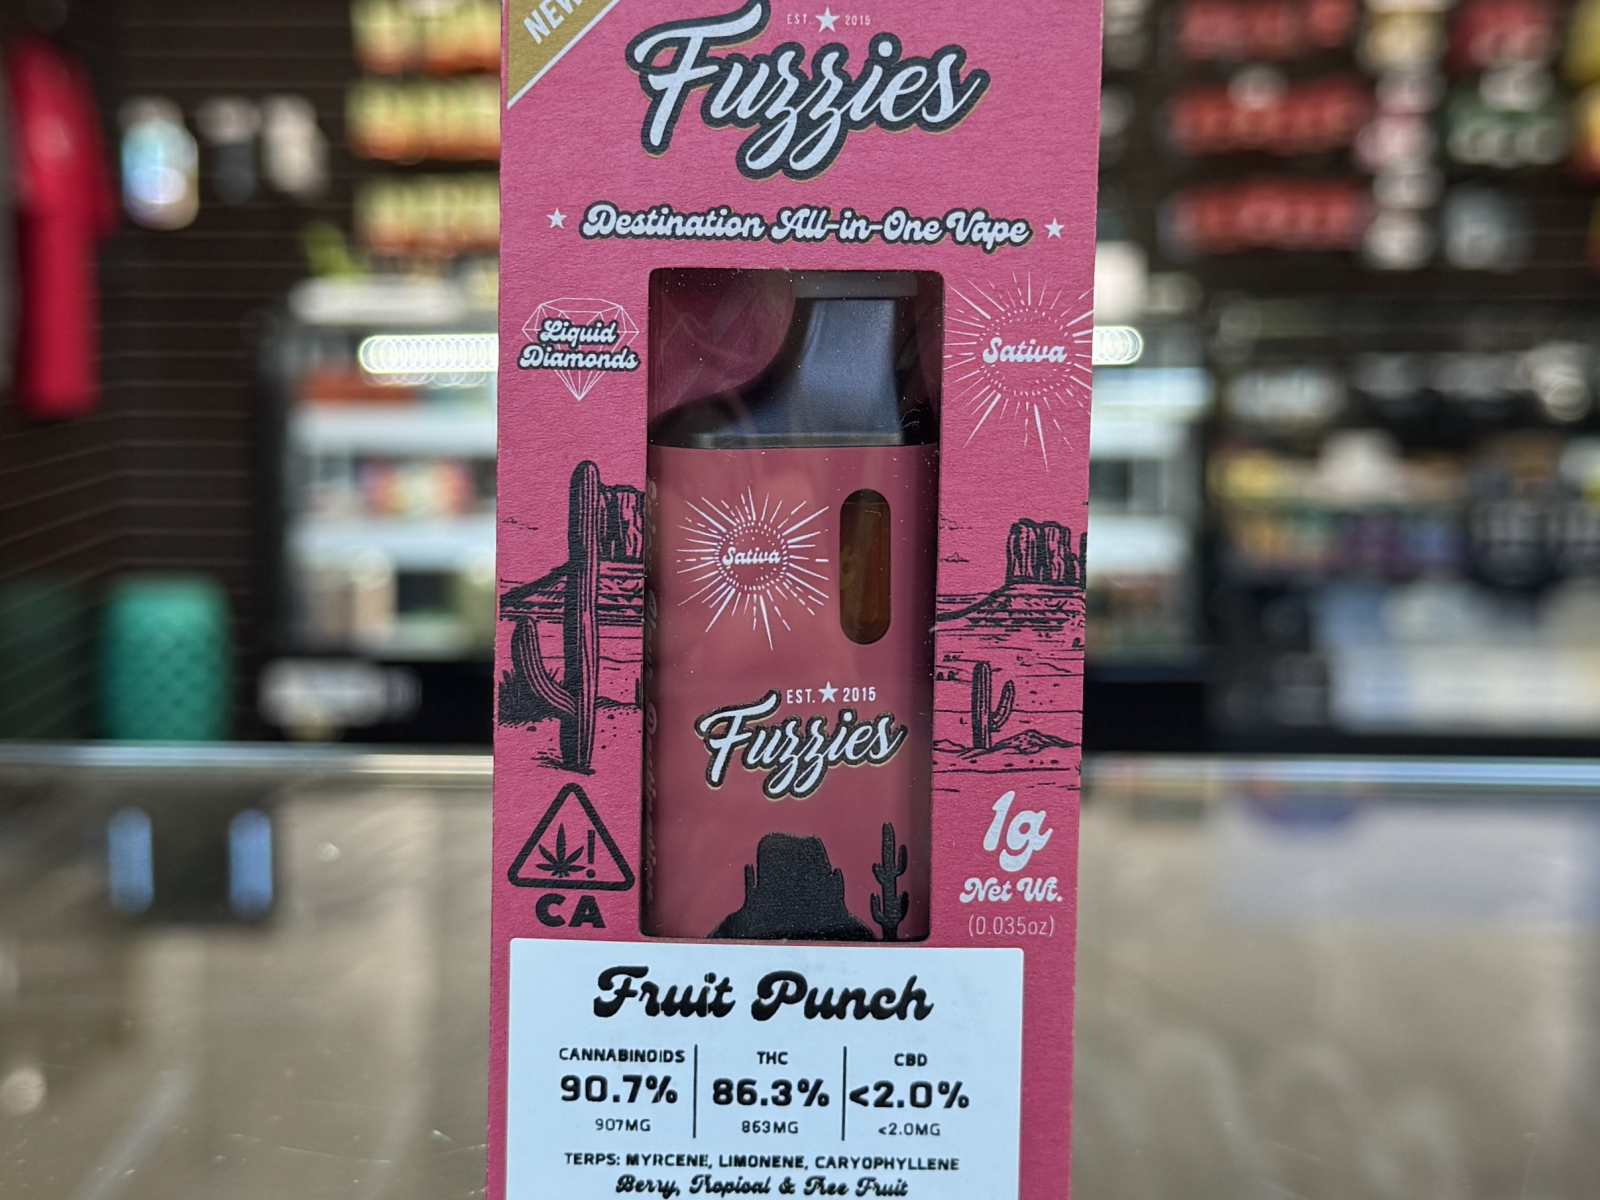 NEW
EST. ★ 2015
Fuzzies
★ Destination All-in-One Vape ★
Liquid
Diamonds
Sativa
Sativa
EST. ★ 2015
Fuzzies
CA
1g
Net Wt.
(0.035oz)
Fruit Punch
CANNABINOIDS THC CBD
90.7% 86.3% <2.0%
907MG 863MG <2.0MG
TERPS: MYRCENE, LIMONENE, CARYOPHYLLENE
Berry, Tropical & Tree Fruit